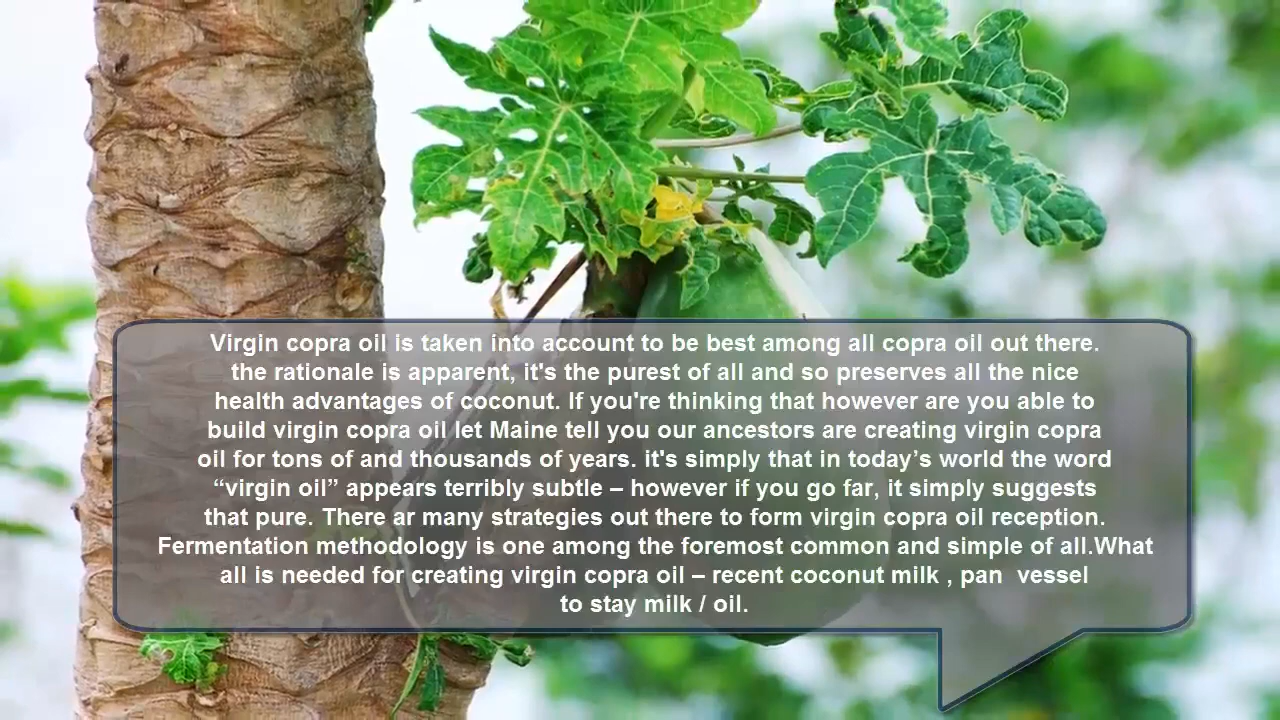 Virgin copra oil is taken into account to be best among all copra oil out there.
the rationale is apparent, it's the purest of all and so preserves all the nice
health advantages of coconut. If you're thinking that however are you able to
build virgin copra oil let Maine tell you our ancestors are creating virgin copra
oil for tons of and thousands of years. it's simply that in today’s world the word
“virgin oil” appears terribly subtle – however if you go far, it simply suggests
that pure. There ar many strategies out there to form virgin copra oil reception.
Fermentation methodology is one among the foremost common and simple of all.What
all is needed for creating virgin copra oil – recent coconut milk , pan  vessel
to stay milk / oil.